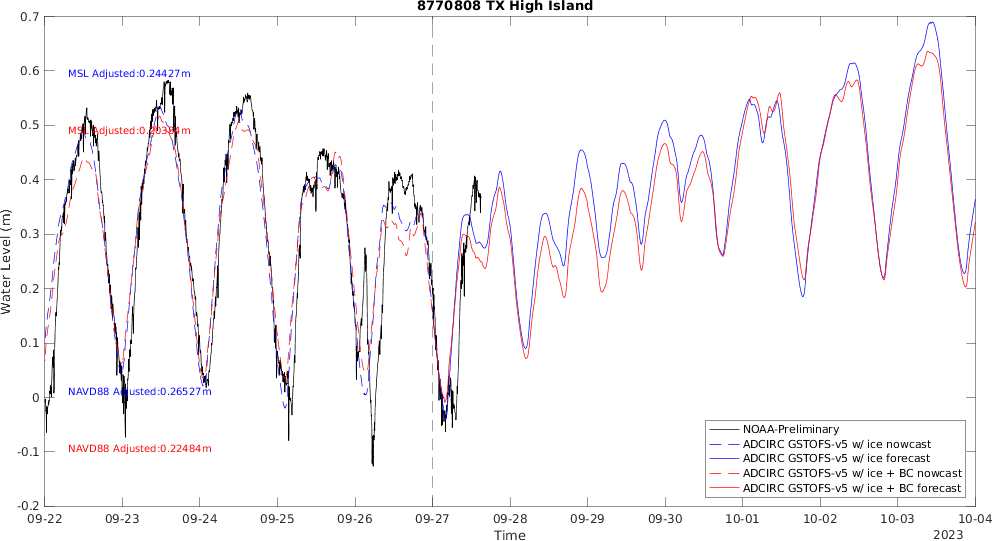 8770808 TX High Island
0.7
0.6
0.5
0.4
0.3
0.2
0.1
0
-0.1
-0.2
Water Level (m)
MSL Adjusted:0.24427m
MSL Adjusted:0.20384m
NAVD88 Adjusted:0.26527m
NAVD88 Adjusted:0.22484m
NOAA-Preliminary
ADCIRC GSTOFS-v5 w/ ice nowcast
ADCIRC GSTOFS-v5 w/ ice forecast
ADCIRC GSTOFS-v5 w/ ice + BC nowcast
ADCIRC GSTOFS-v5 w/ ice + BC forecast
09-22 09-23 09-24 09-25 09-26 09-27 09-28 09-29 09-30 10-01 10-02 10-03 10-04
Time
2023